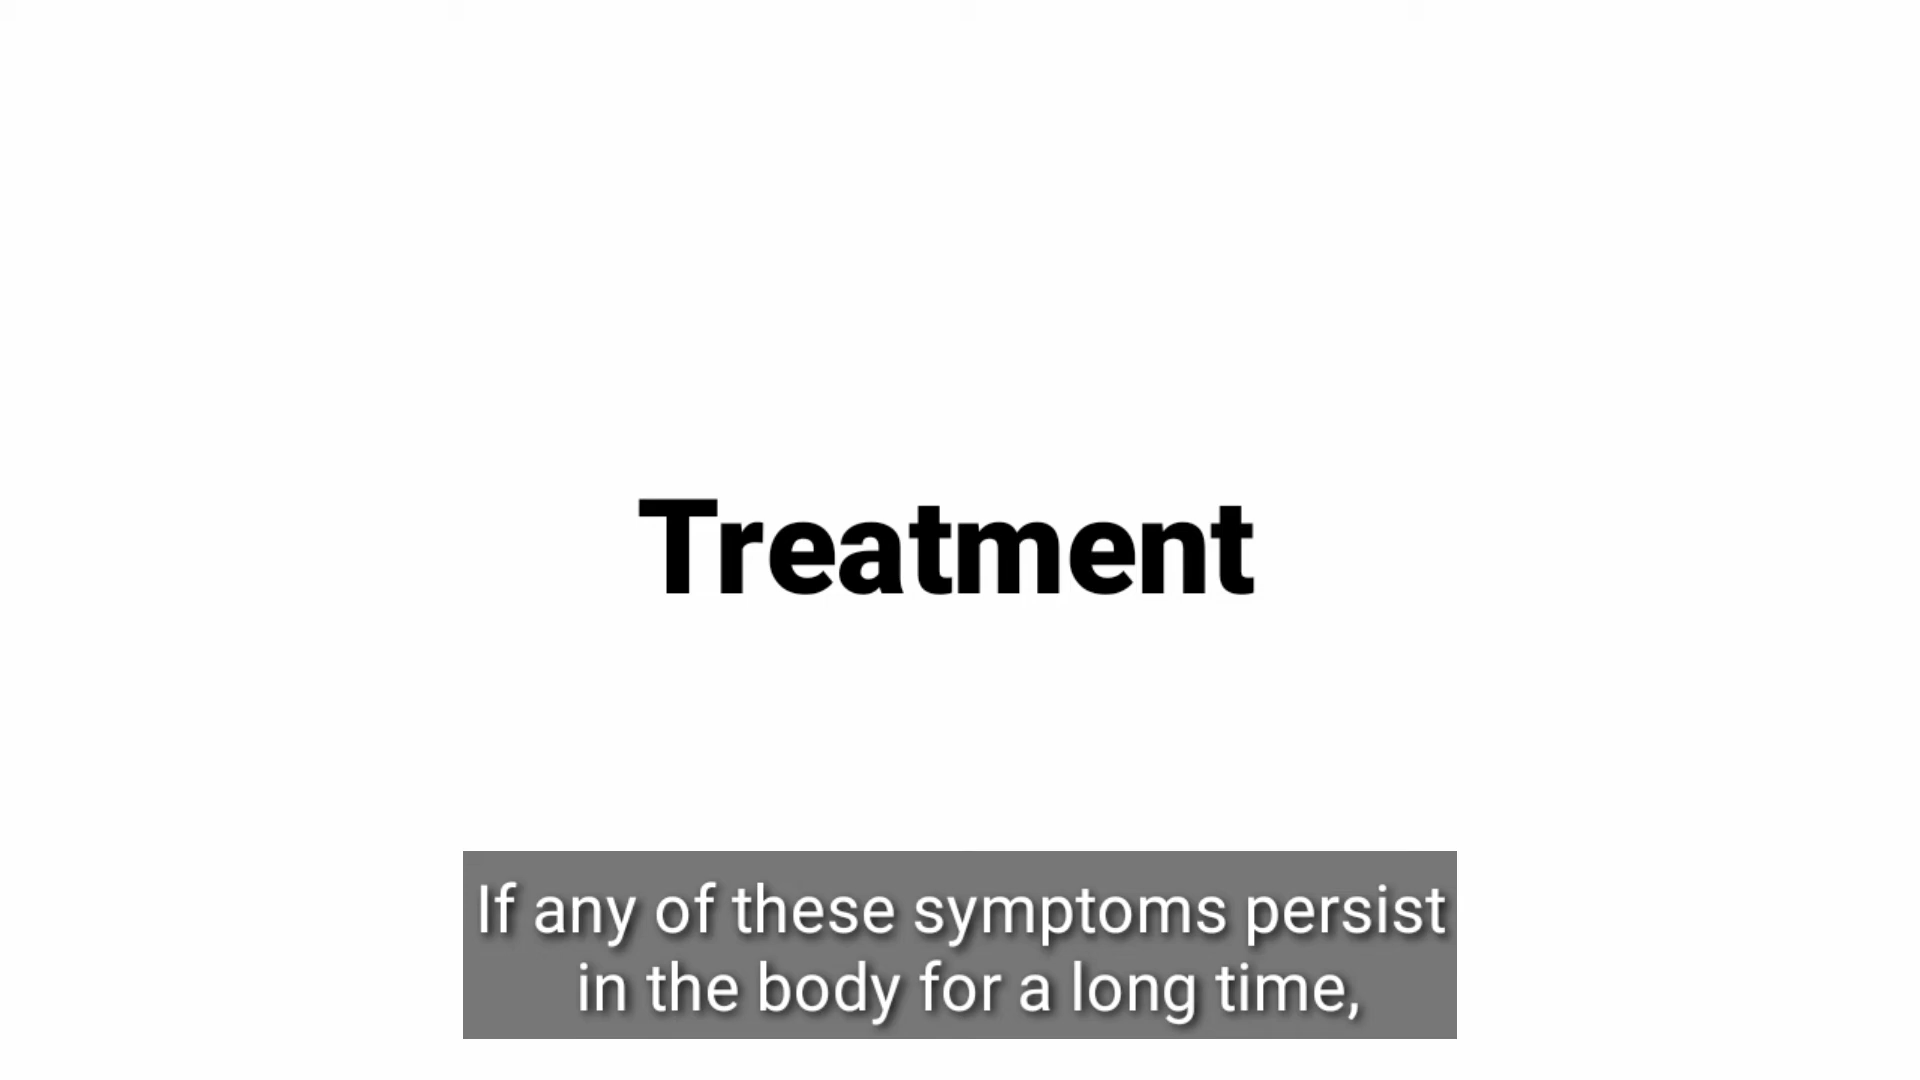 Treatment
If any of these symptoms persist
in the body for a long time,